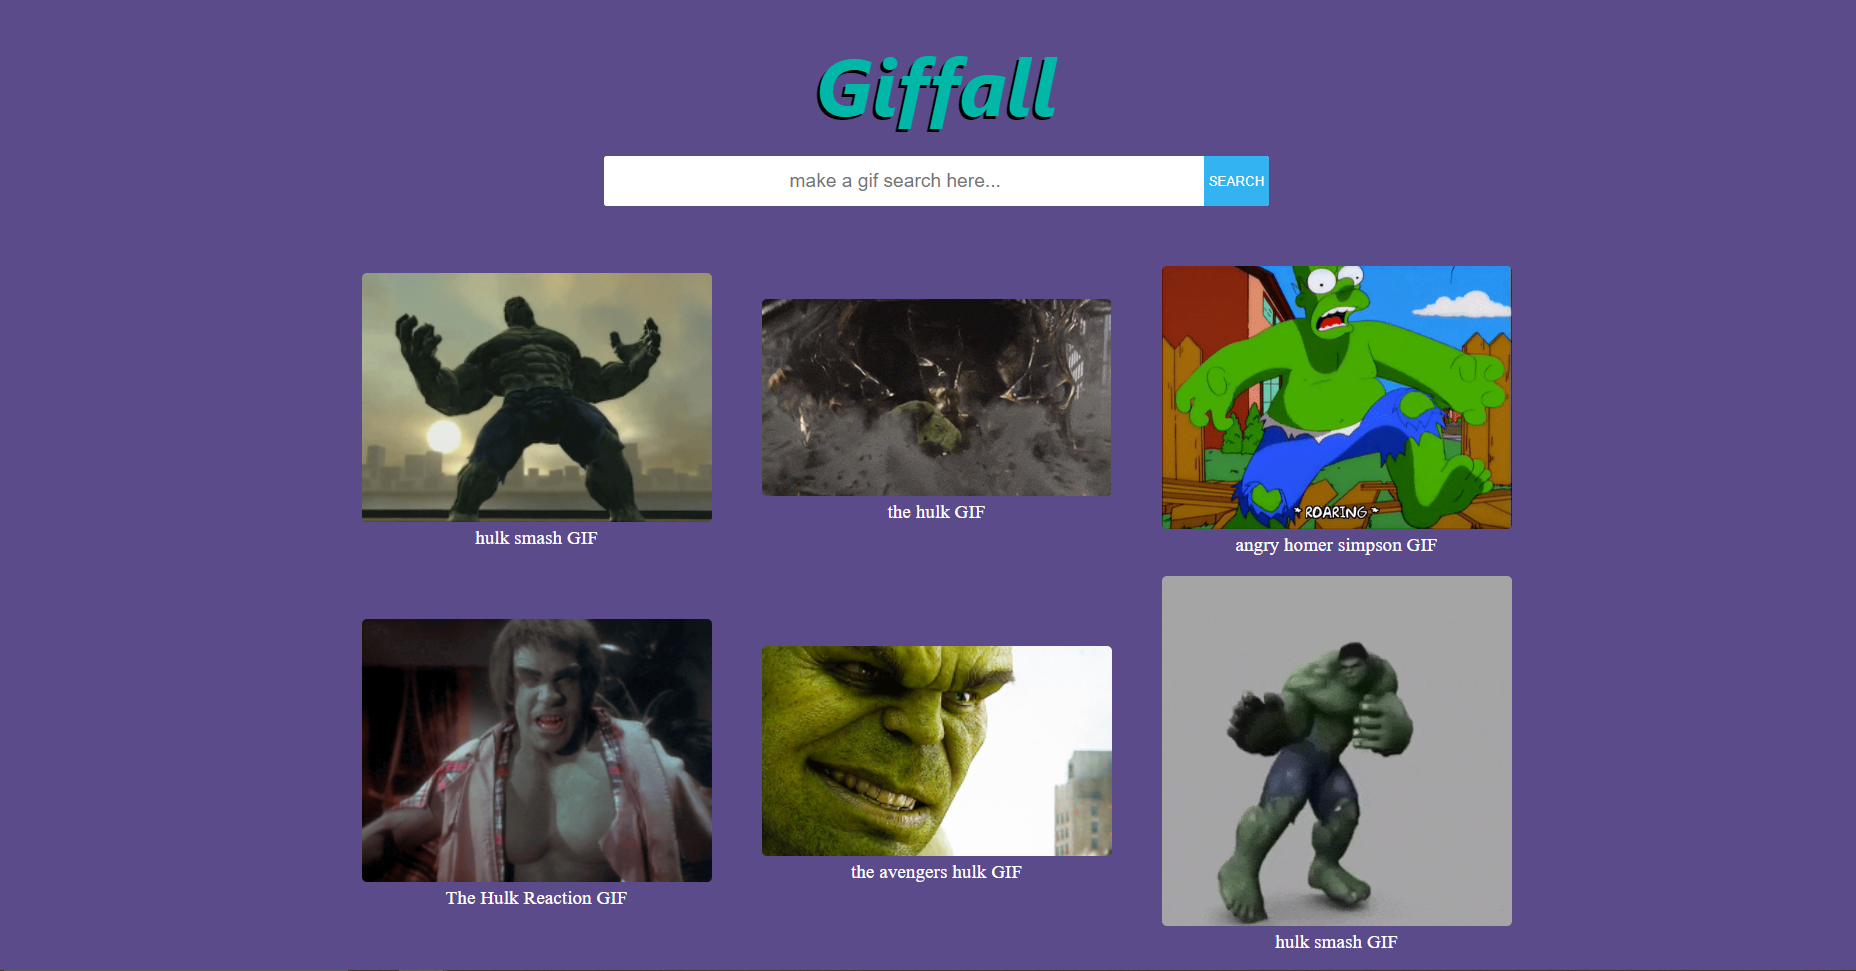 Giffall
make a gif search here...
SEARCH
hulk smash GIF
the hulk GIF
* ROARING *
angry homer simpson GIF
The Hulk Reaction GIF
the avengers hulk GIF
hulk smash GIF